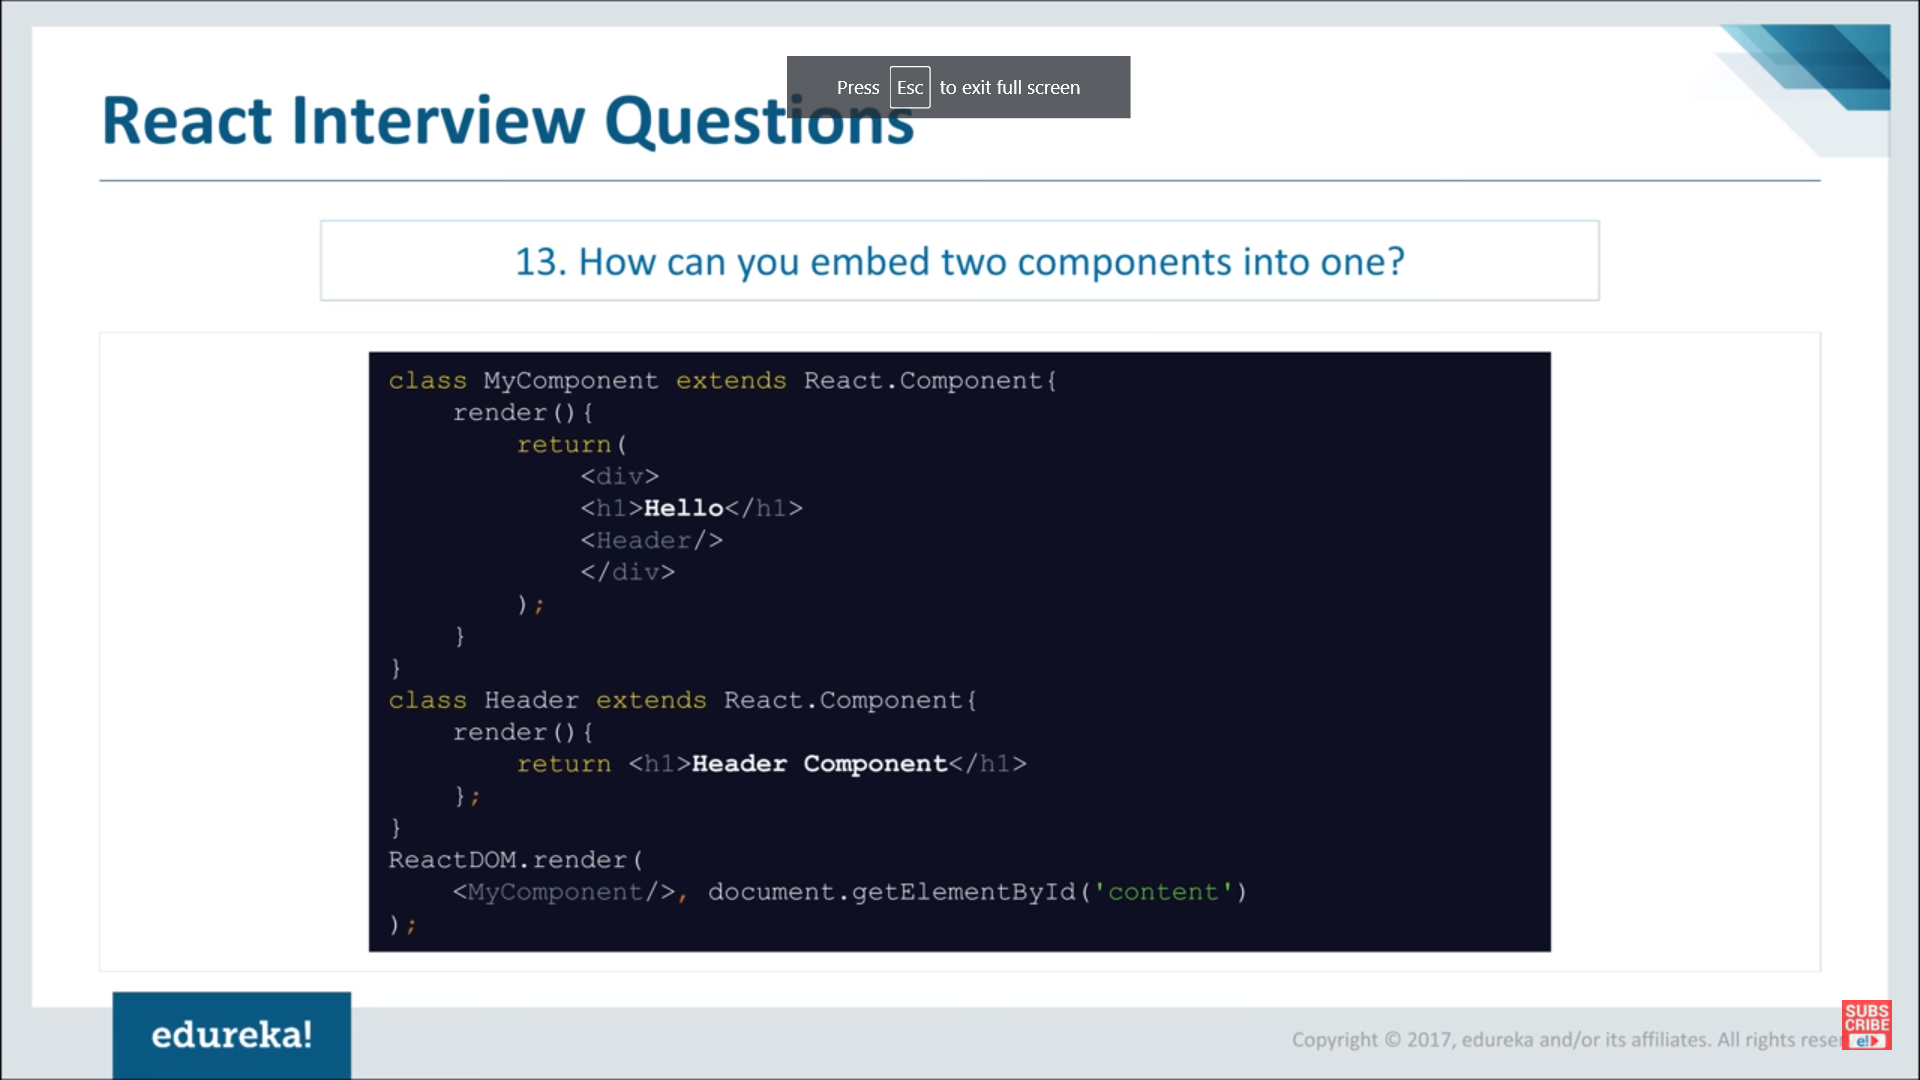 Press Esc to exit full screen
React Interview Questions
13. How can you embed two components into one?
class MyComponent extends React.Component{
    render(){
        return(
            <div>
            <h1>Hello</h1>
            <Header/>
            </div>
        );
    }
}
class Header extends React.Component{
    render(){
        return <h1>Header Component</h1>
    };
}
ReactDOM.render(
    <MyComponent/>, document.getElementById('content')
);
edureka!
Copyright © 2017, edureka and/or its affiliates. All rights rese
SUBS
CRIBE
e!